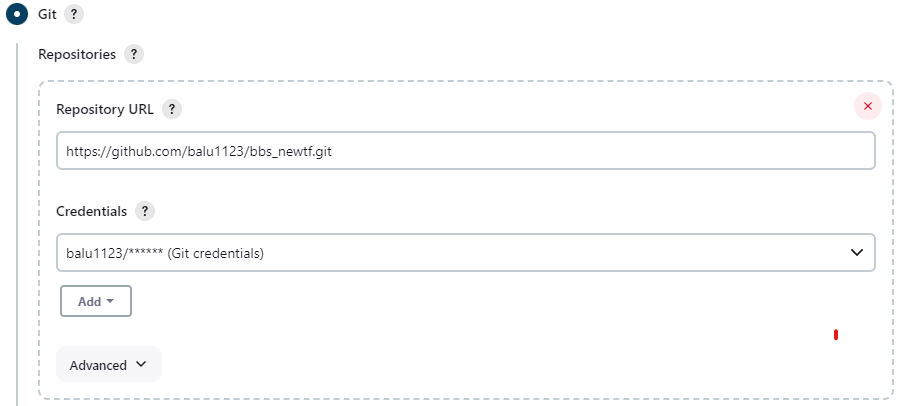 Git ?
Repositories ?
Repository URL ?
https://github.com/balu1123/bbs_newtf.git
Credentials ?
balu1123/****** (Git credentials)
Add
Advanced